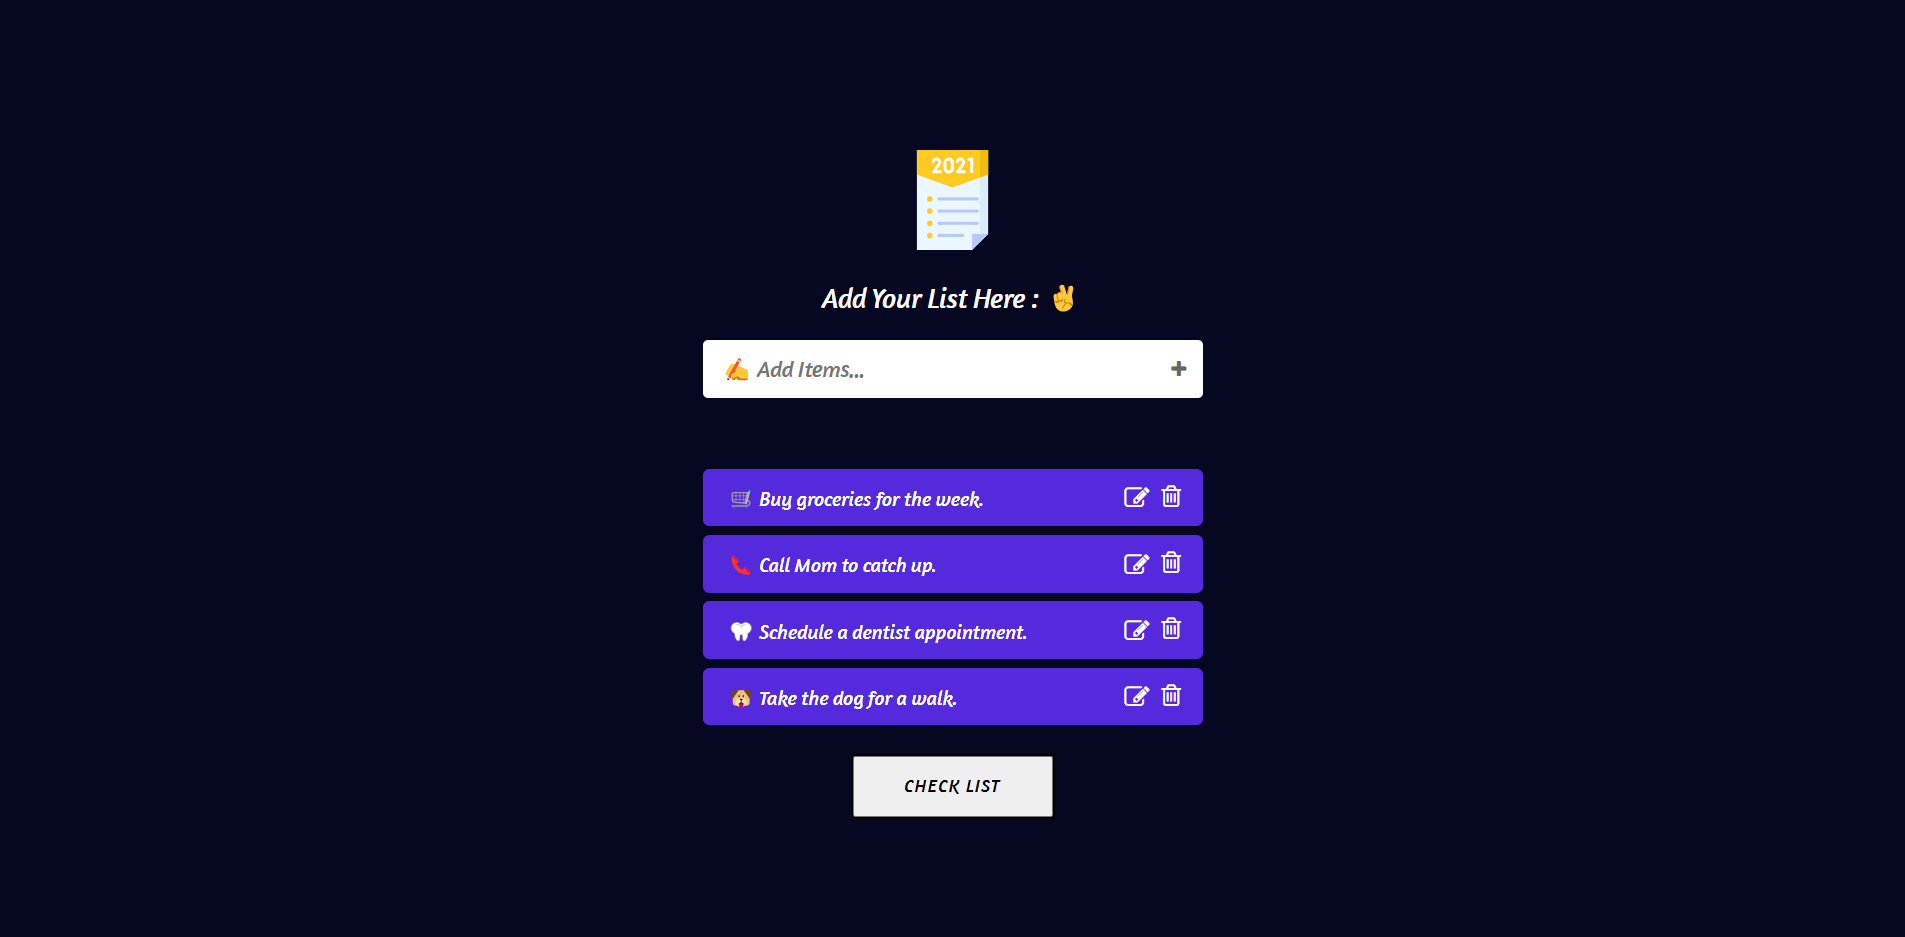 2021
Add Your List Here : ✌️
✍️ Add Items...
🛒 Buy groceries for the week.
📞 Call Mom to catch up.
🦷 Schedule a dentist appointment.
🐶 Take the dog for a walk.
CHECK LIST